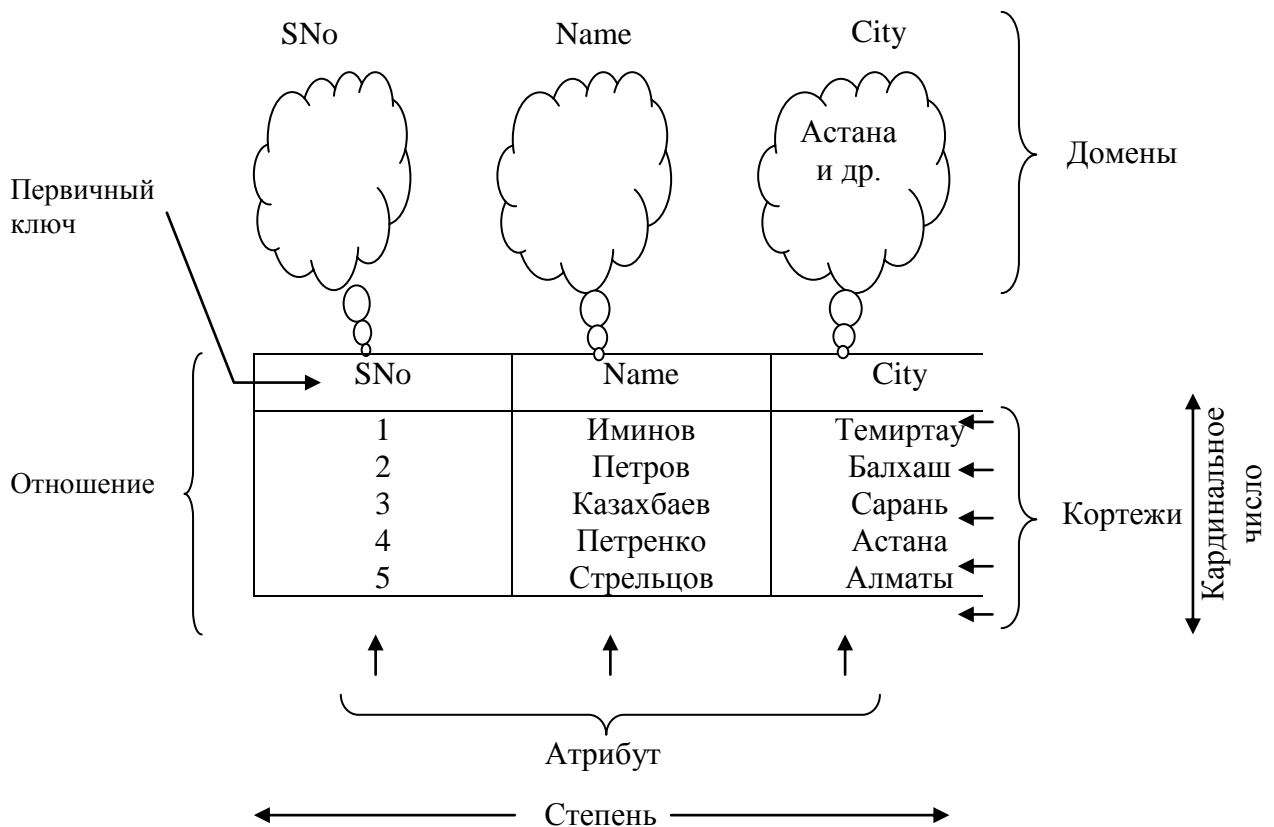 SNo Name City
Астана
и др.
Домены
Первичный
ключ
SNo Name City
1 Иминов Темиртау
2 Петров Балхаш
3 Казахбаев Сарань
4 Петренко Астана
5 Стрельцов Алматы
Отношение
Кортежи
Кардинальное
число
Атрибут
Степень